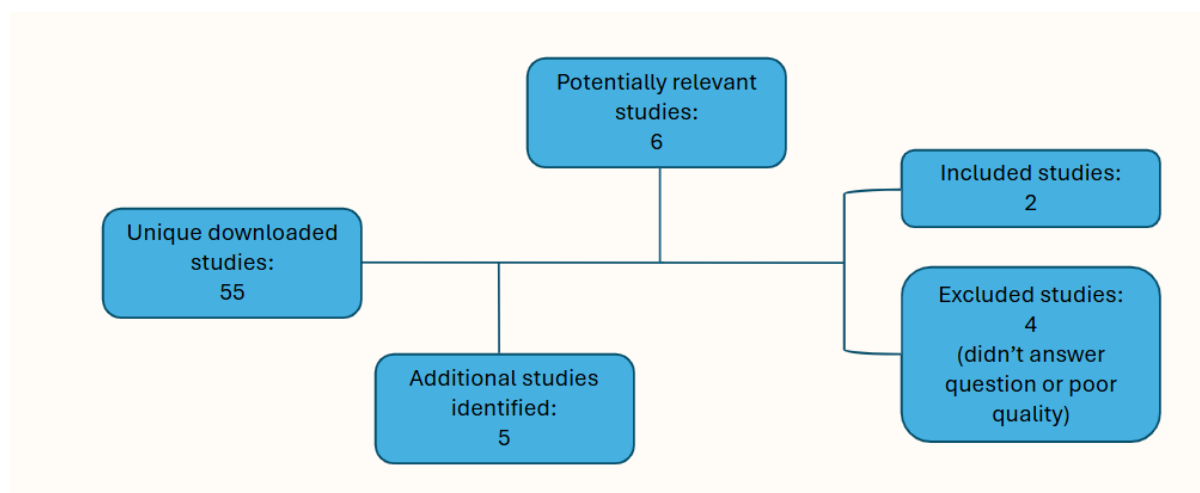 Potentially relevant
studies:
6
Unique downloaded
studies:
55
Additional studies
identified:
5
Included studies:
2
Excluded studies:
4
(didn’t answer
question or poor
quality)